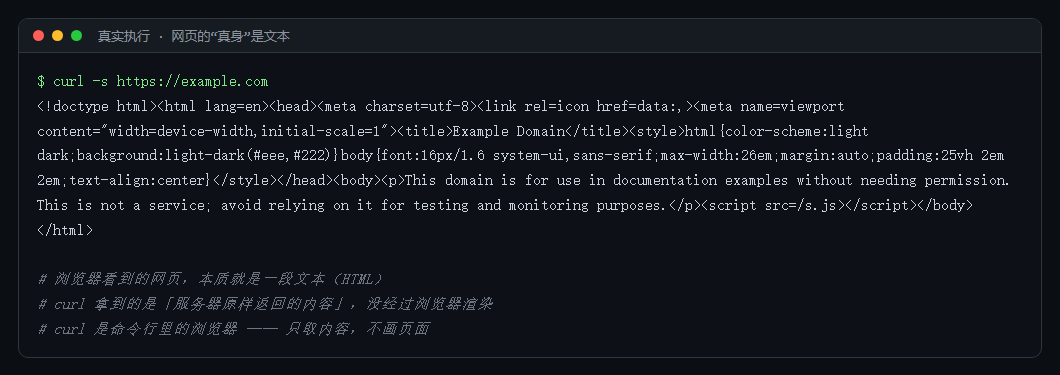 真实执行 · 网页的“真身”是文本
$ curl -s https://example.com
<!doctype html><html lang=en><head><meta charset=utf-8><link rel=icon href=data:,><meta name=viewport
content="width=device-width,initial-scale=1"><title>Example Domain</title><style>html{color-scheme:light
dark;background:light-dark(#eee,#222)}body{font:16px/1.6 system-ui,sans-serif;max-width:26em;margin:auto;padding:25vh 2em
2em;text-align:center}</style></head><body><p>This domain is for use in documentation examples without needing permission.
This is not a service; avoid relying on it for testing and monitoring purposes.</p><script src=/s.js></script></body>
</html>
# 浏览器看到的网页，本质就是一段文本（HTML）
# curl 拿到的是「服务器原样返回的内容」，没经过浏览器渲染
# curl 是命令行里的浏览器 —— 只取内容，不画页面